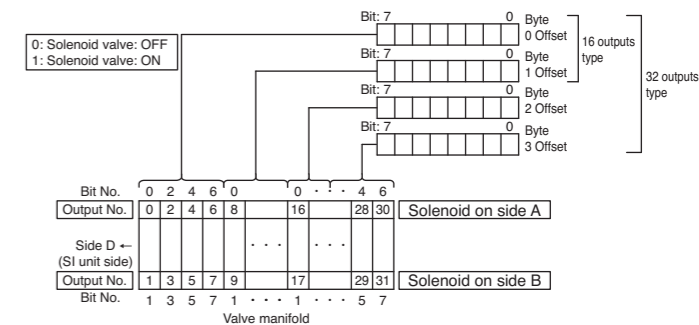 Bit: 7 0 Byte
0 Offset
0: Solenoid valve: OFF
1: Solenoid valve: ON
16 outputs
type
Bit: 7 0 Byte
1 Offset
32 outputs
type
Bit: 7 0 Byte
2 Offset
Bit: 7 0 Byte
3 Offset
Bit No. 0 2 4 6 0 0 · · · 4 6
Output No. 0 2 4 6 8 16 28 30 Solenoid on side A
Side D ←
(SI unit side)
· · · · · ·
Output No. 1 3 5 7 9 17 29 31 Solenoid on side B
Bit No. 1 3 5 7 1 · · · 1 · · · 5 7
Valve manifold